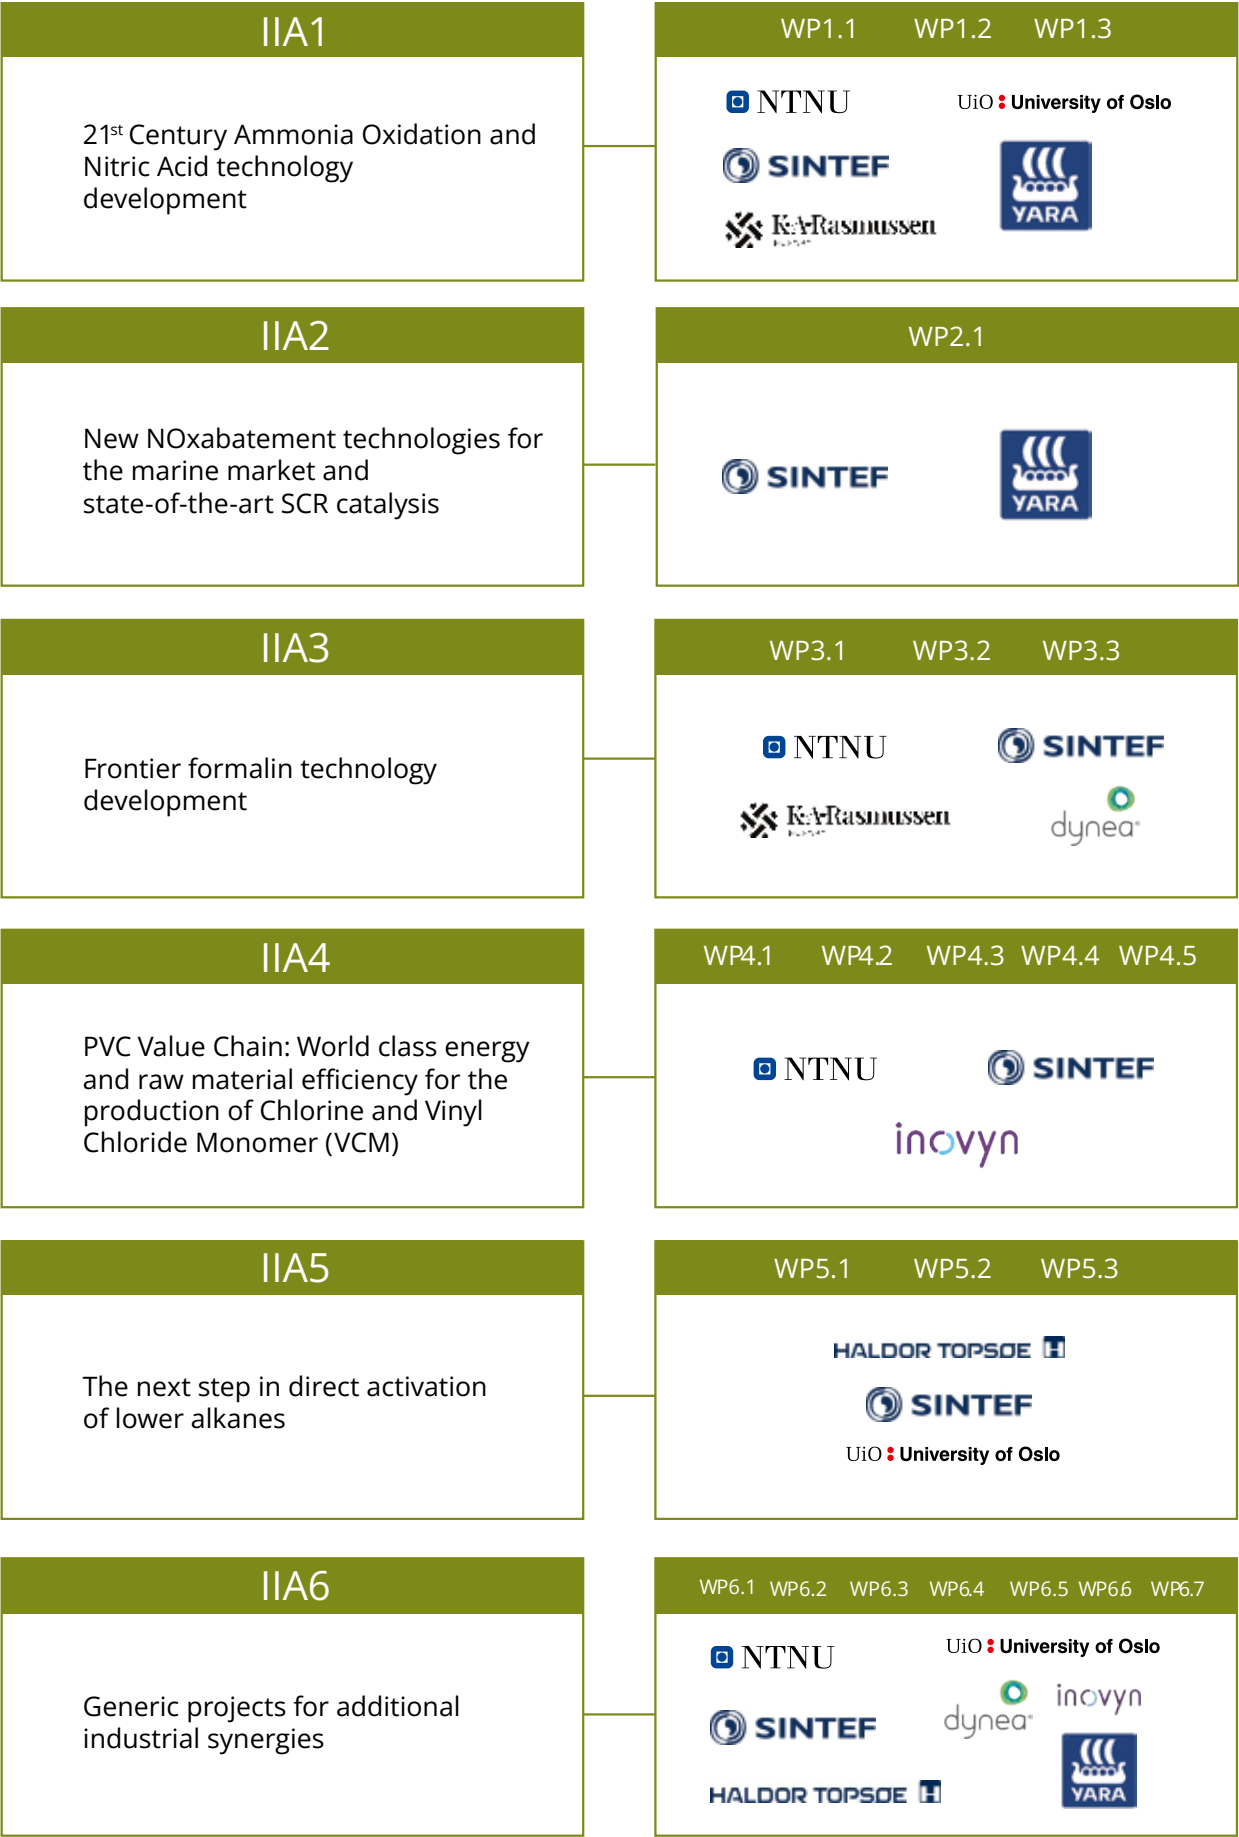 IIA1
WP1.1 WP1.2 WP1.3
21st Century Ammonia Oxidation and
Nitric Acid technology
development
NTNU
UiO University of Oslo
SINTEF
YARA
K.A.Rasmussen
IIA2
WP2.1
New NOxabatement technologies for
the marine market and
state-of-the-art SCR catalysis
SINTEF
YARA
IIA3
WP3.1 WP3.2 WP3.3
Frontier formalin technology
development
NTNU
SINTEF
K.A.Rasmussen
dynea
IIA4
WP4.1 WP4.2 WP4.3 WP4.4 WP4.5
PVC Value Chain: World class energy
and raw material efficiency for the
production of Chlorine and Vinyl
Chloride Monomer (VCM)
NTNU
SINTEF
inovyn
IIA5
WP5.1 WP5.2 WP5.3
The next step in direct activation
of lower alkanes
HALDOR TOPSØE
SINTEF
UiO University of Oslo
IIA6
WP6.1 WP6.2 WP6.3 WP6.4 WP6.5 WP6.6 WP6.7
Generic projects for additional
industrial synergies
NTNU
UiO University of Oslo
dynea
inovyn
SINTEF
YARA
HALDOR TOPSØE